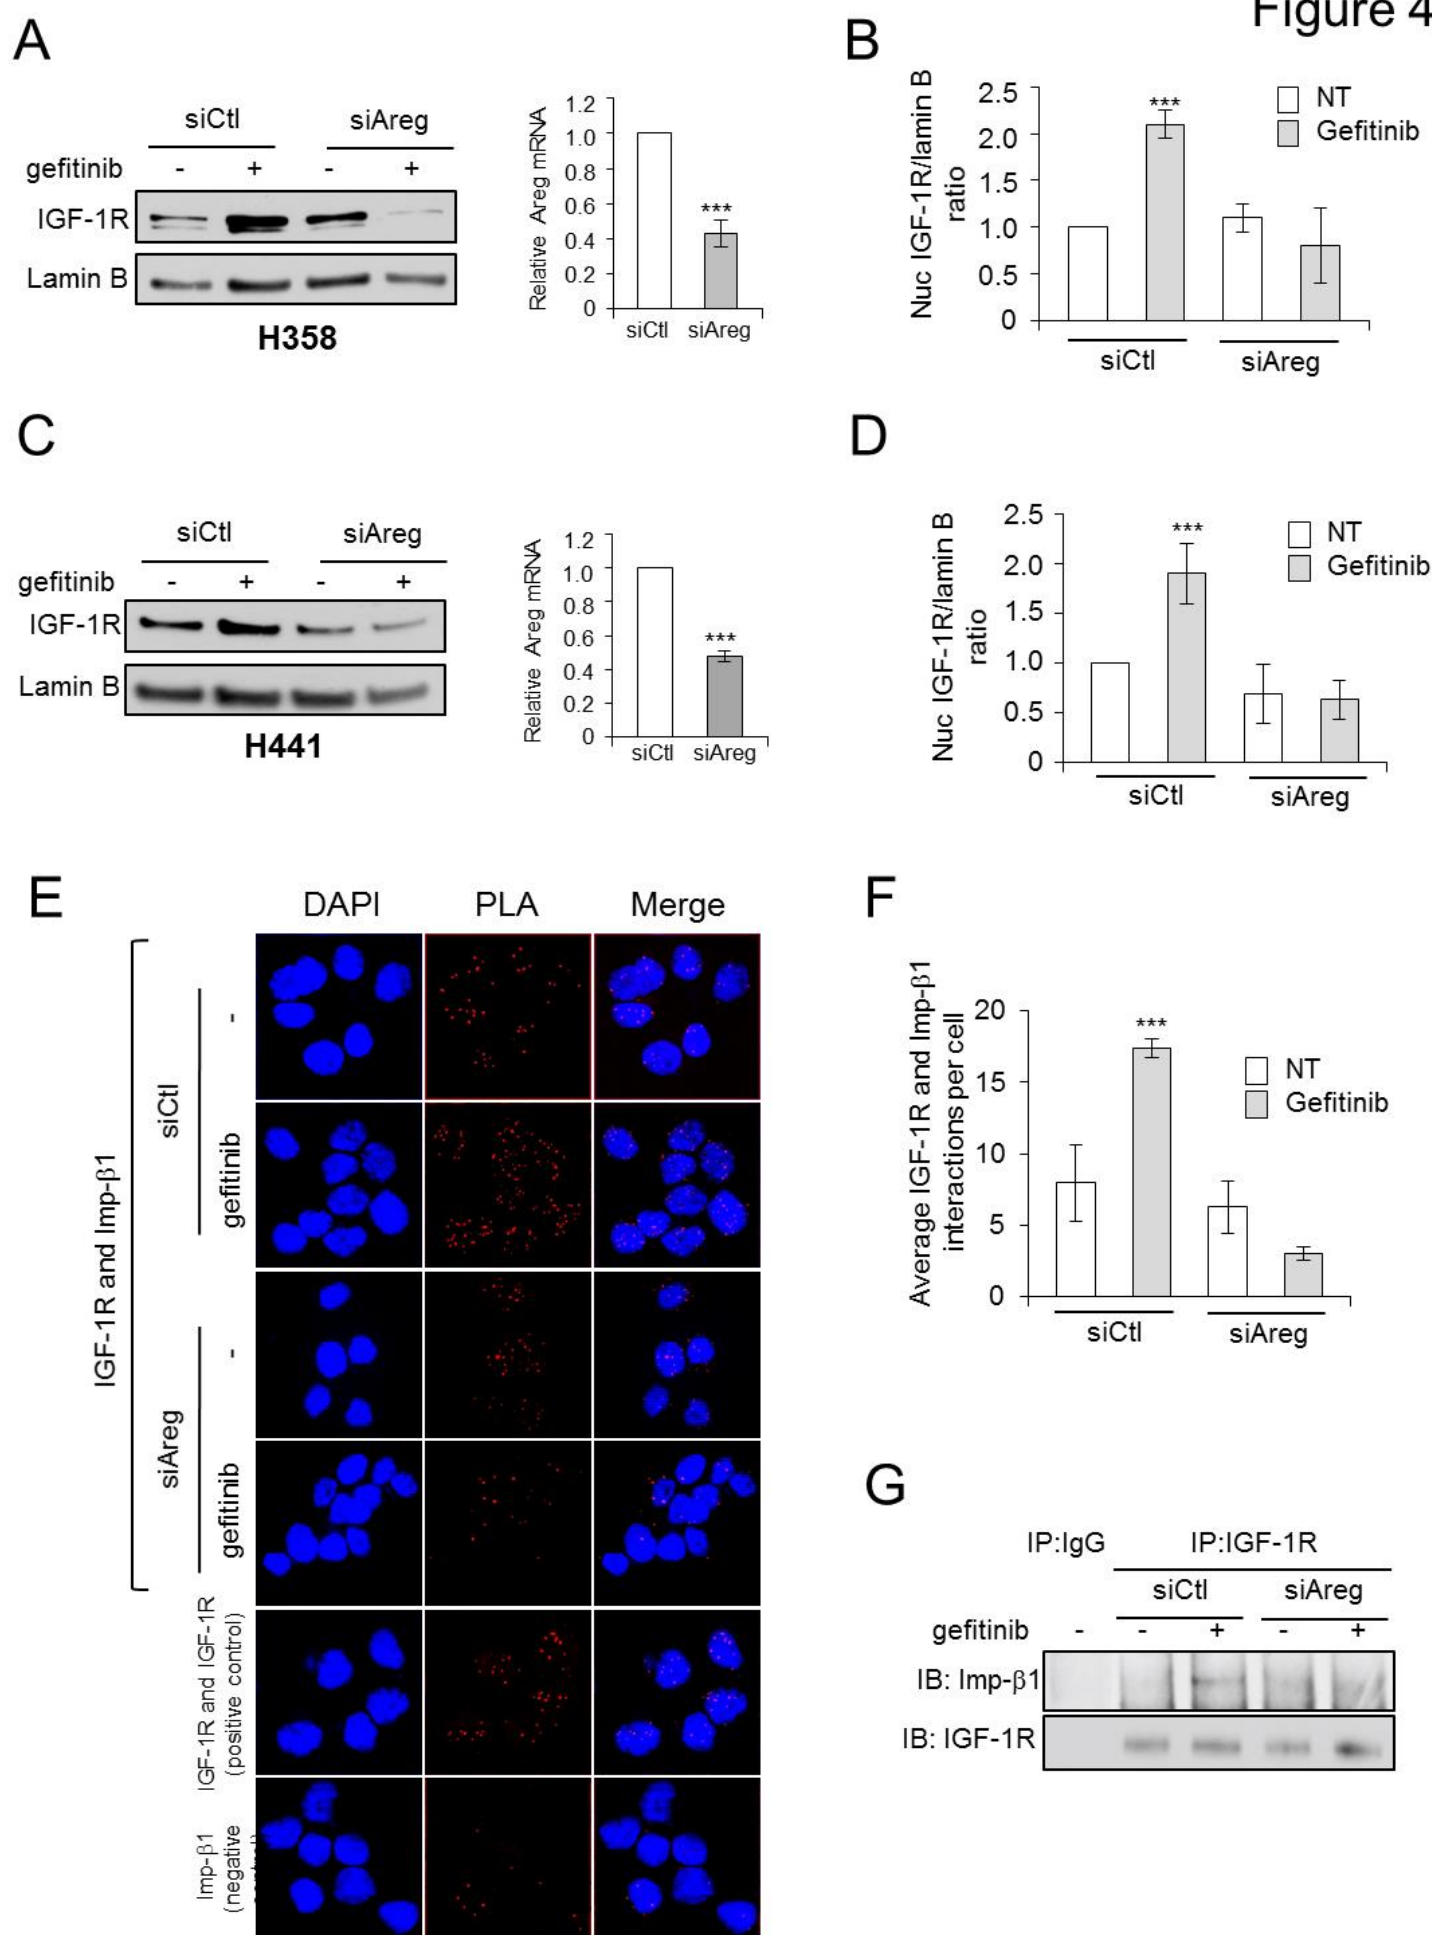 Figure 4
A
siCtl siAreg
gefitinib - + - +
IGF-1R
Lamin B
H358
Relative Areg mRNA
1.2
1.0
0.8
0.6
0.4
0.2
0
***
siCtl siAreg
B
Nuc IGF-1R/lamin B
ratio
2.5
2.0
1.5
1.0
0.5
0
***
NT
Gefitinib
siCtl siAreg
C
siCtl siAreg
gefitinib - + - +
IGF-1R
Lamin B
H441
Relative Areg mRNA
1.2
1.0
0.8
0.6
0.4
0.2
0
***
siCtl siAreg
D
Nuc IGF-1R/lamin B
ratio
2.5
2.0
1.5
1.0
0.5
0
***
NT
Gefitinib
siCtl siAreg
E
DAPI PLA Merge
IGF-1R and Imp-β1
siCtl
-
gefitinib
siAreg
-
gefitinib
IGF-1R and IGF-1R
(positive control)
Imp-β1
(negative
F
Average IGF-1R and Imp-β1
interactions per cell
20
15
10
5
0
***
NT
Gefitinib
siCtl siAreg
G
IP:IgG IP:IGF-1R
siCtl siAreg
gefitinib - - + - +
IB: Imp-β1
IB: IGF-1R